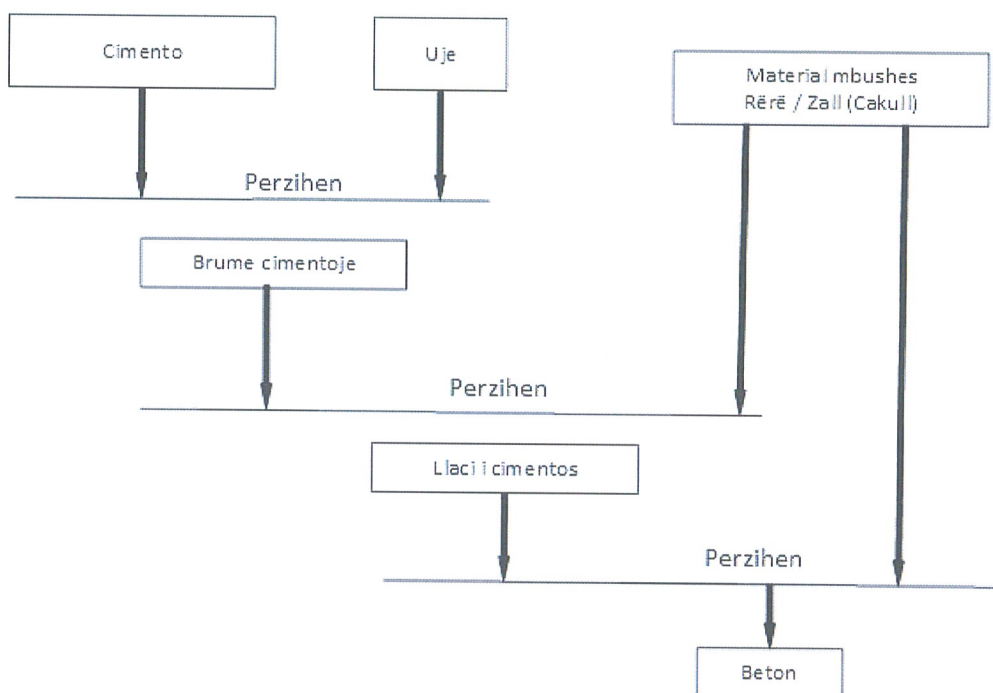 Cimento
Uje
Material mbushes
Rërë / Zall (Cakull)
Perzihen
Brume cimentoje
Perzihen
Llaci i cimentos
Perzihen
Beton